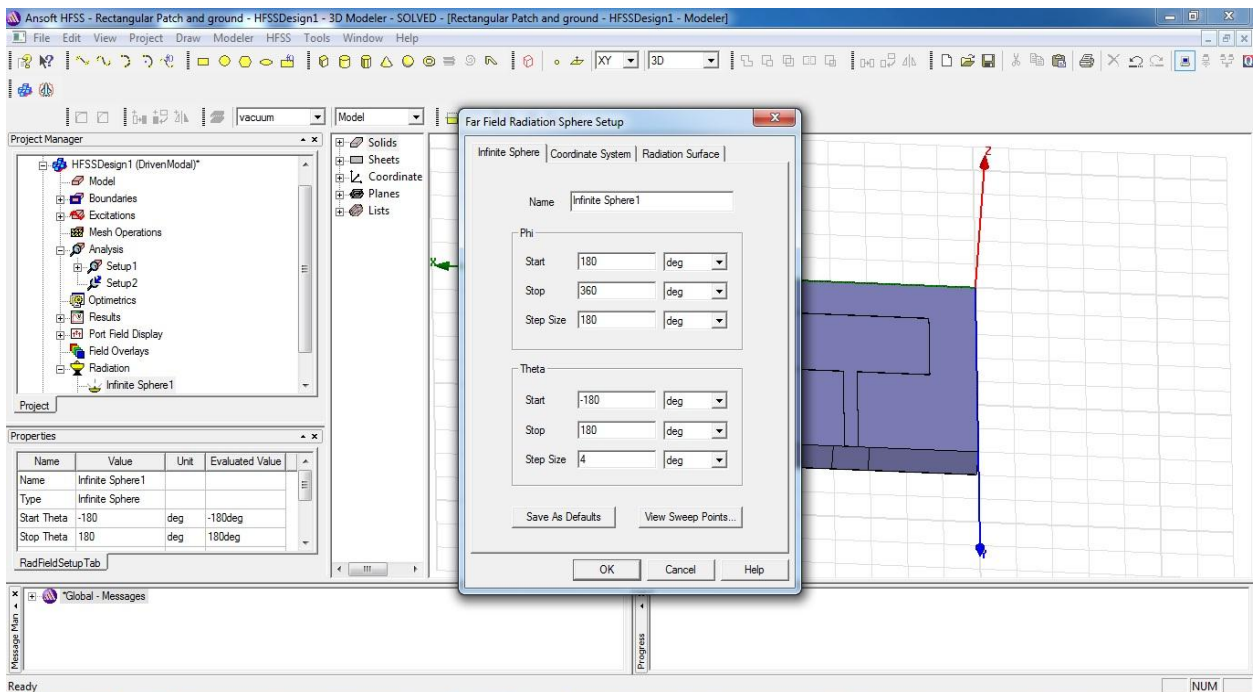 Ansoft HFSS - Rectangular Patch and ground - HFSSDesign1 - 3D Modeler - SOLVED - [Rectangular Patch and ground - HFSSDesign1 - Modeler]
File Edit View Project Draw Modeler HFSS Tools Window Help
XY 3D
vacuum Model
Project Manager
HFSSDesign1 (DrivenModal)*
Model
Boundaries
Excitations
Mesh Operations
Analysis
Setup1
Setup2
Optimetrics
Results
Port Field Display
Field Overlays
Radiation
Infinite Sphere1
Project
Solids
Sheets
Coordinate
Planes
Lists
Properties
Name Value Unit Evaluated Value
Name Infinite Sphere1
Type Infinite Sphere
Start Theta -180 deg -180deg
Stop Theta 180 deg 180deg
RadFieldSetupTab
Far Field Radiation Sphere Setup
Infinite Sphere Coordinate System Radiation Surface
Name Infinite Sphere1
Phi
Start 180 deg
Stop 360 deg
Step Size 180 deg
Theta
Start -180 deg
Stop 180 deg
Step Size 4 deg
Save As Defaults View Sweep Points...
OK Cancel Help
X
Z
*Global - Messages
Message Man
Progress
Ready NUM